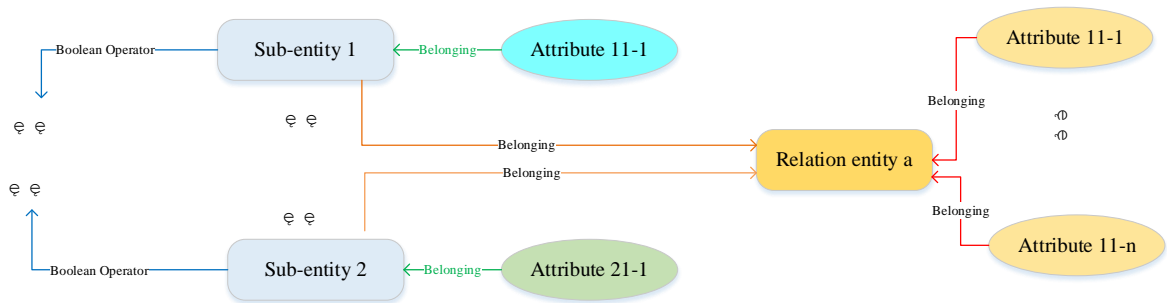 Boolean Operator
Sub-entity 1
Belonging
Attribute 11-1
Attribute 11-1
Belonging
Belonging
Relation entity a
Belonging
Belonging
Boolean Operator
Sub-entity 2
Belonging
Attribute 21-1
Attribute 11-n